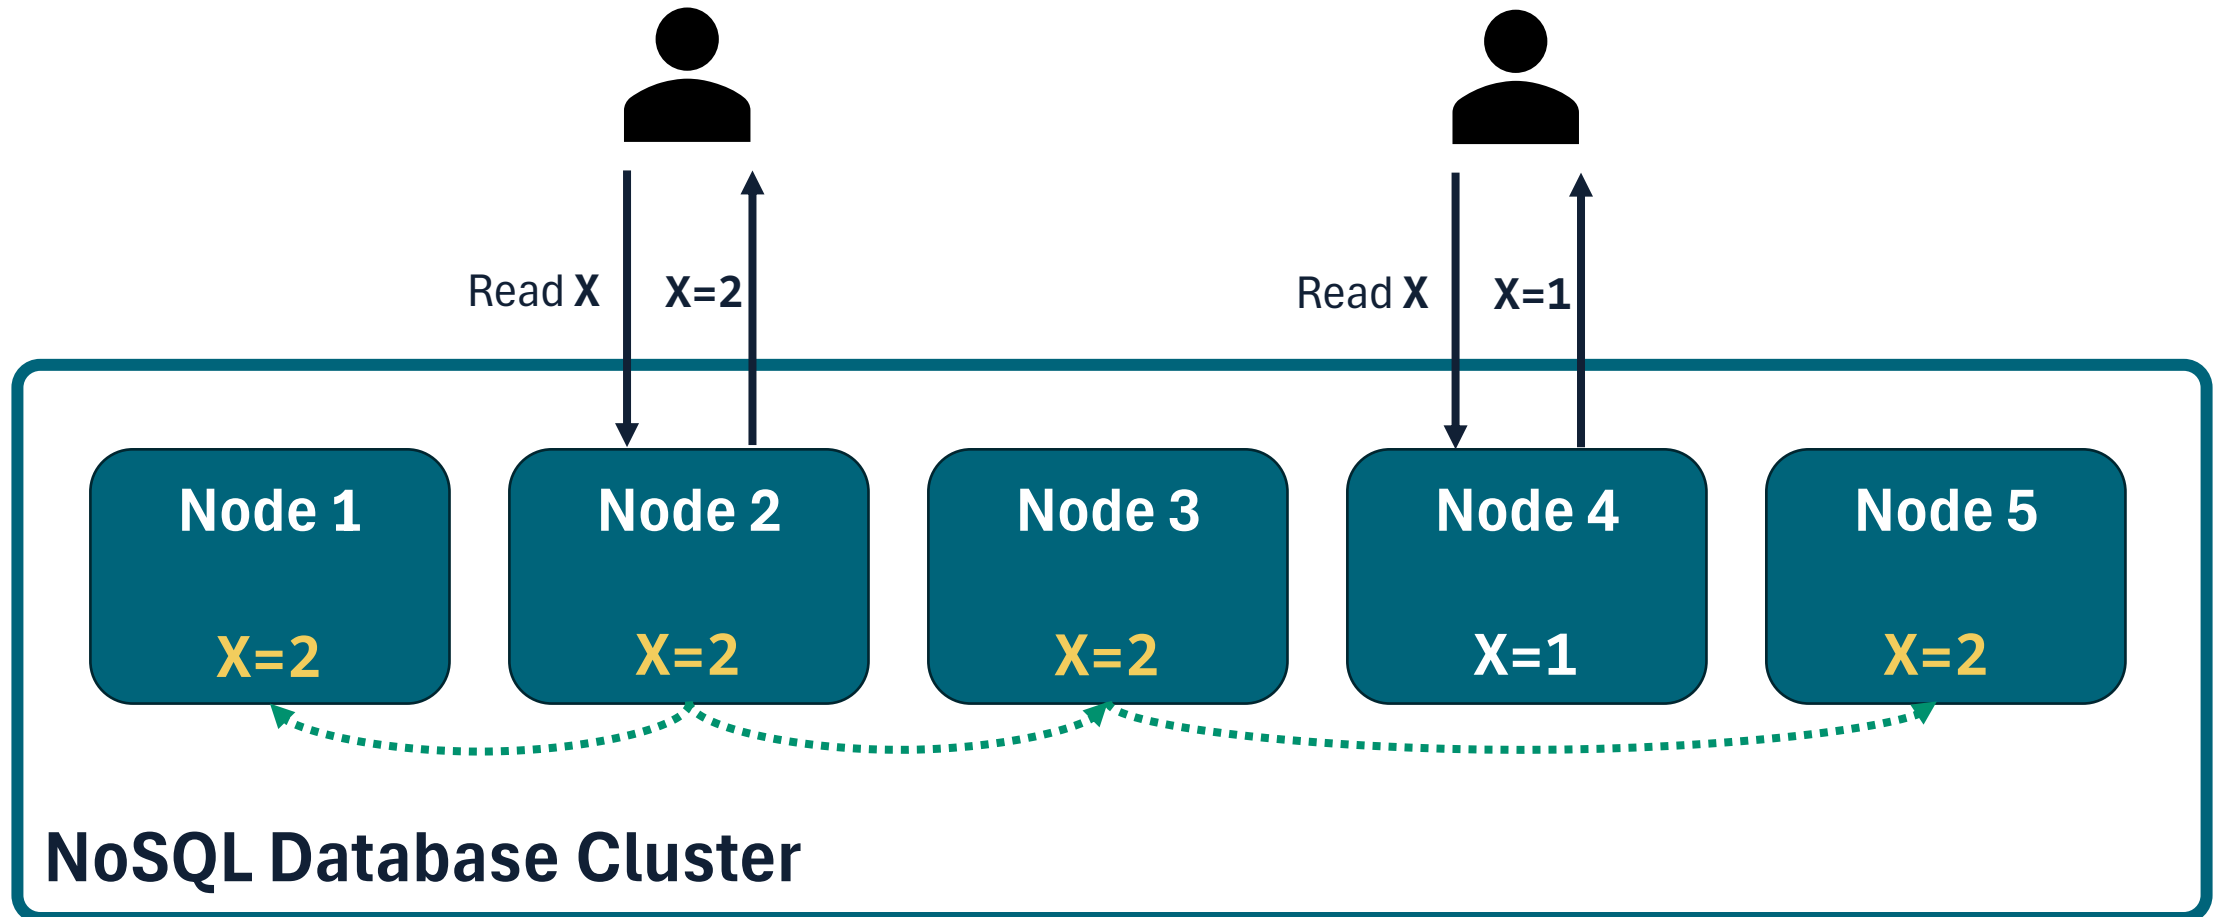 Read X
X=2
Read X
X=1
Node 1
Node 2
Node 3
Node 4
Node 5
X=2
X=2
X=2
X=1
X=2
NoSQL Database Cluster